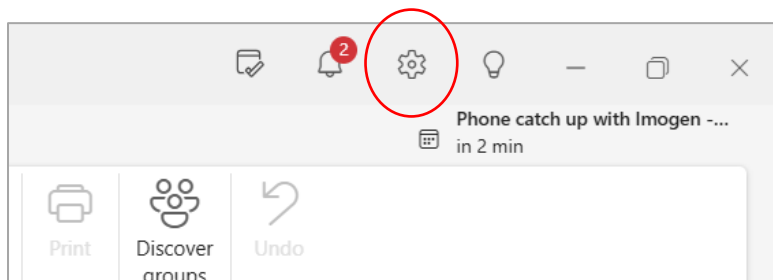 2
Phone catch up with Imogen -...
in 2 min
Print
Discover
groups
Undo